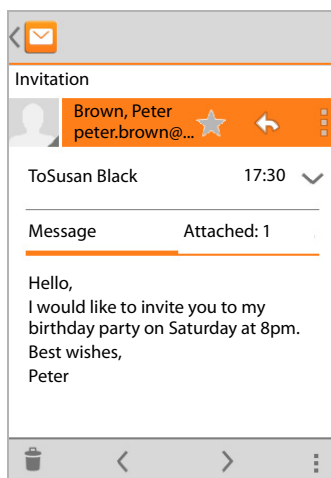 Invitation
Brown, Peter
peter.brown@...
ToSusan Black 17:30
Message Attached: 1
Hello,
I would like to invite you to my
birthday party on Saturday at 8pm.
Best wishes,
Peter